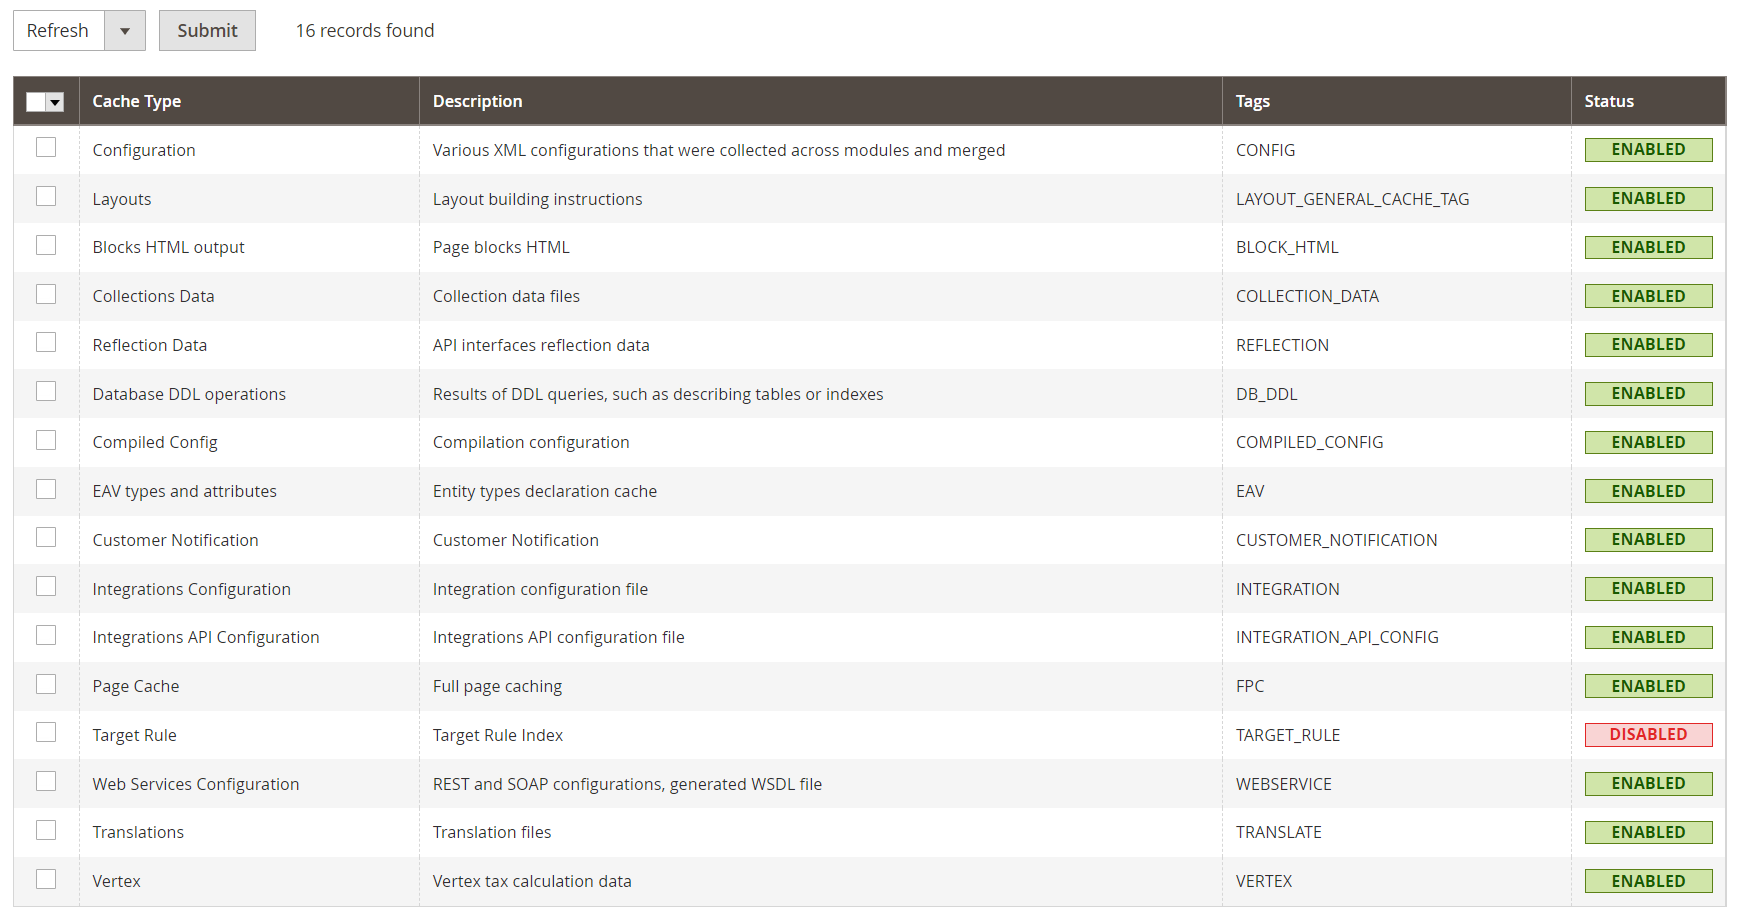 Refresh Submit 16 records found
Cache Type Description Tags Status
Configuration Various XML configurations that were collected across modules and merged CONFIG ENABLED
Layouts Layout building instructions LAYOUT_GENERAL_CACHE_TAG ENABLED
Blocks HTML output Page blocks HTML BLOCK_HTML ENABLED
Collections Data Collection data files COLLECTION_DATA ENABLED
Reflection Data API interfaces reflection data REFLECTION ENABLED
Database DDL operations Results of DDL queries, such as describing tables or indexes DB_DDL ENABLED
Compiled Config Compilation configuration COMPILED_CONFIG ENABLED
EAV types and attributes Entity types declaration cache EAV ENABLED
Customer Notification Customer Notification CUSTOMER_NOTIFICATION ENABLED
Integrations Configuration Integration configuration file INTEGRATION ENABLED
Integrations API Configuration Integrations API configuration file INTEGRATION_API_CONFIG ENABLED
Page Cache Full page caching FPC ENABLED
Target Rule Target Rule Index TARGET_RULE DISABLED
Web Services Configuration REST and SOAP configurations, generated WSDL file WEBSERVICE ENABLED
Translations Translation files TRANSLATE ENABLED
Vertex Vertex tax calculation data VERTEX ENABLED